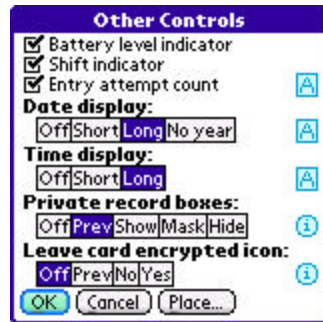 Other Controls
Battery level indicator
Shift indicator
Entry attempt count A
Date display:
Off Short Long No year A
Time display:
Off Short Long A
Private record boxes:
Off Prev Show Mask Hide i
Leave card encrypted icon:
Off Prev No Yes i
OK Cancel Place...